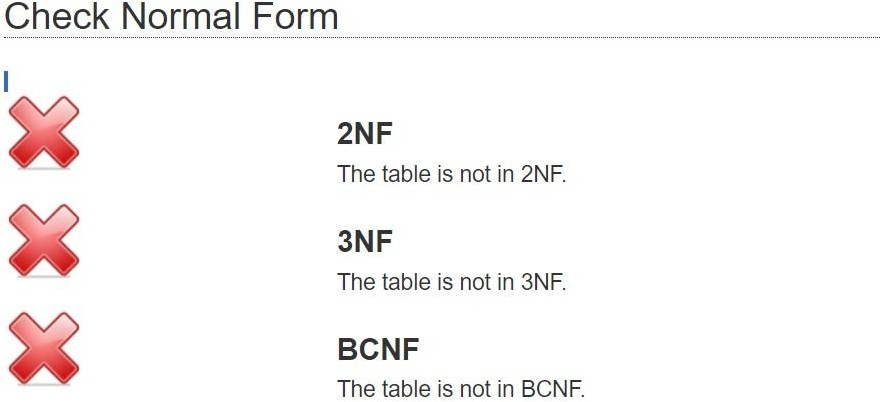 Check Normal Form
2NF
The table is not in 2NF.
3NF
The table is not in 3NF.
BCNF
The table is not in BCNF.